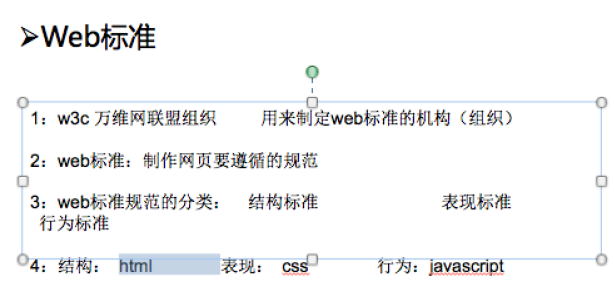 ➢Web标准
1：w3c 万维网联盟组织 用来制定web标准的机构（组织）
2：web标准：制作网页要遵循的规范
3：web标准规范的分类： 结构标准 表现标准
行为标准
4：结构： html 表现： css 行为：javascript